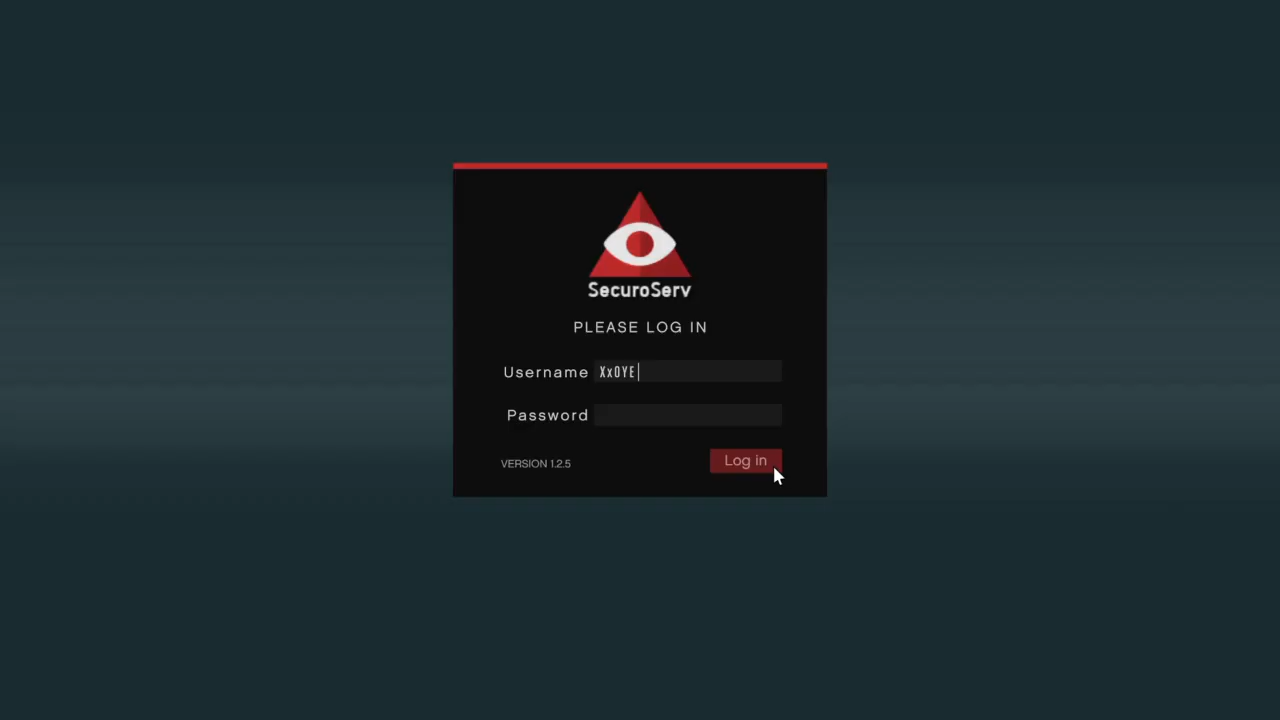 SecuroServ
PLEASE LOG IN
Username XxOYE
Password
VERSION 1.2.5
Log in